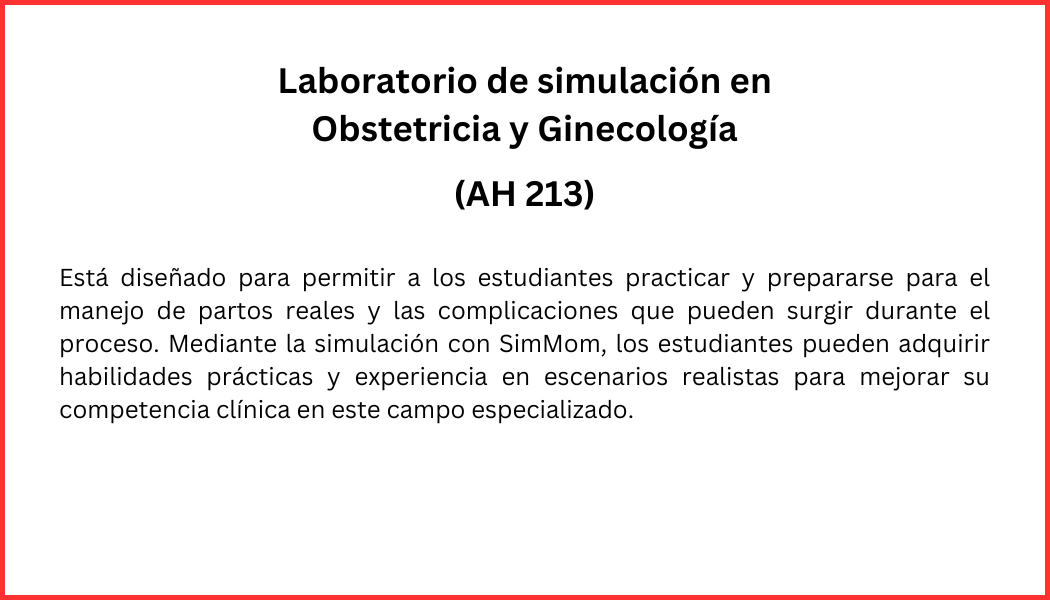 Laboratorio de simulación en
Obstetricia y Ginecología
(AH 213)
Está diseñado para permitir a los estudiantes practicar y prepararse para el
manejo de partos reales y las complicaciones que pueden surgir durante el
proceso. Mediante la simulación con SimMom, los estudiantes pueden adquirir
habilidades prácticas y experiencia en escenarios realistas para mejorar su
competencia clínica en este campo especializado.